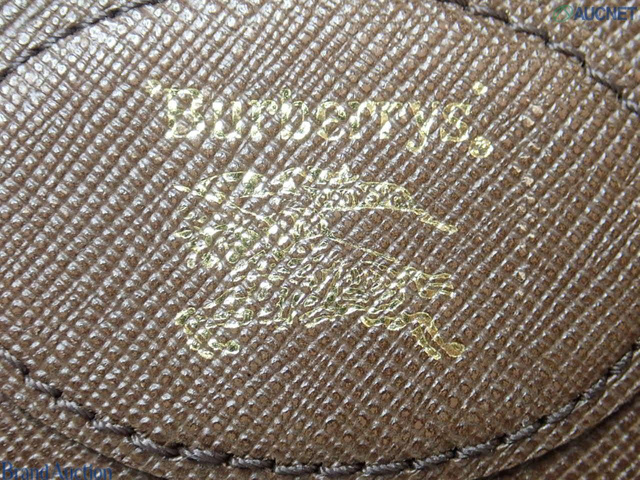 AUCNET
"Burberrys"
Brand Auction